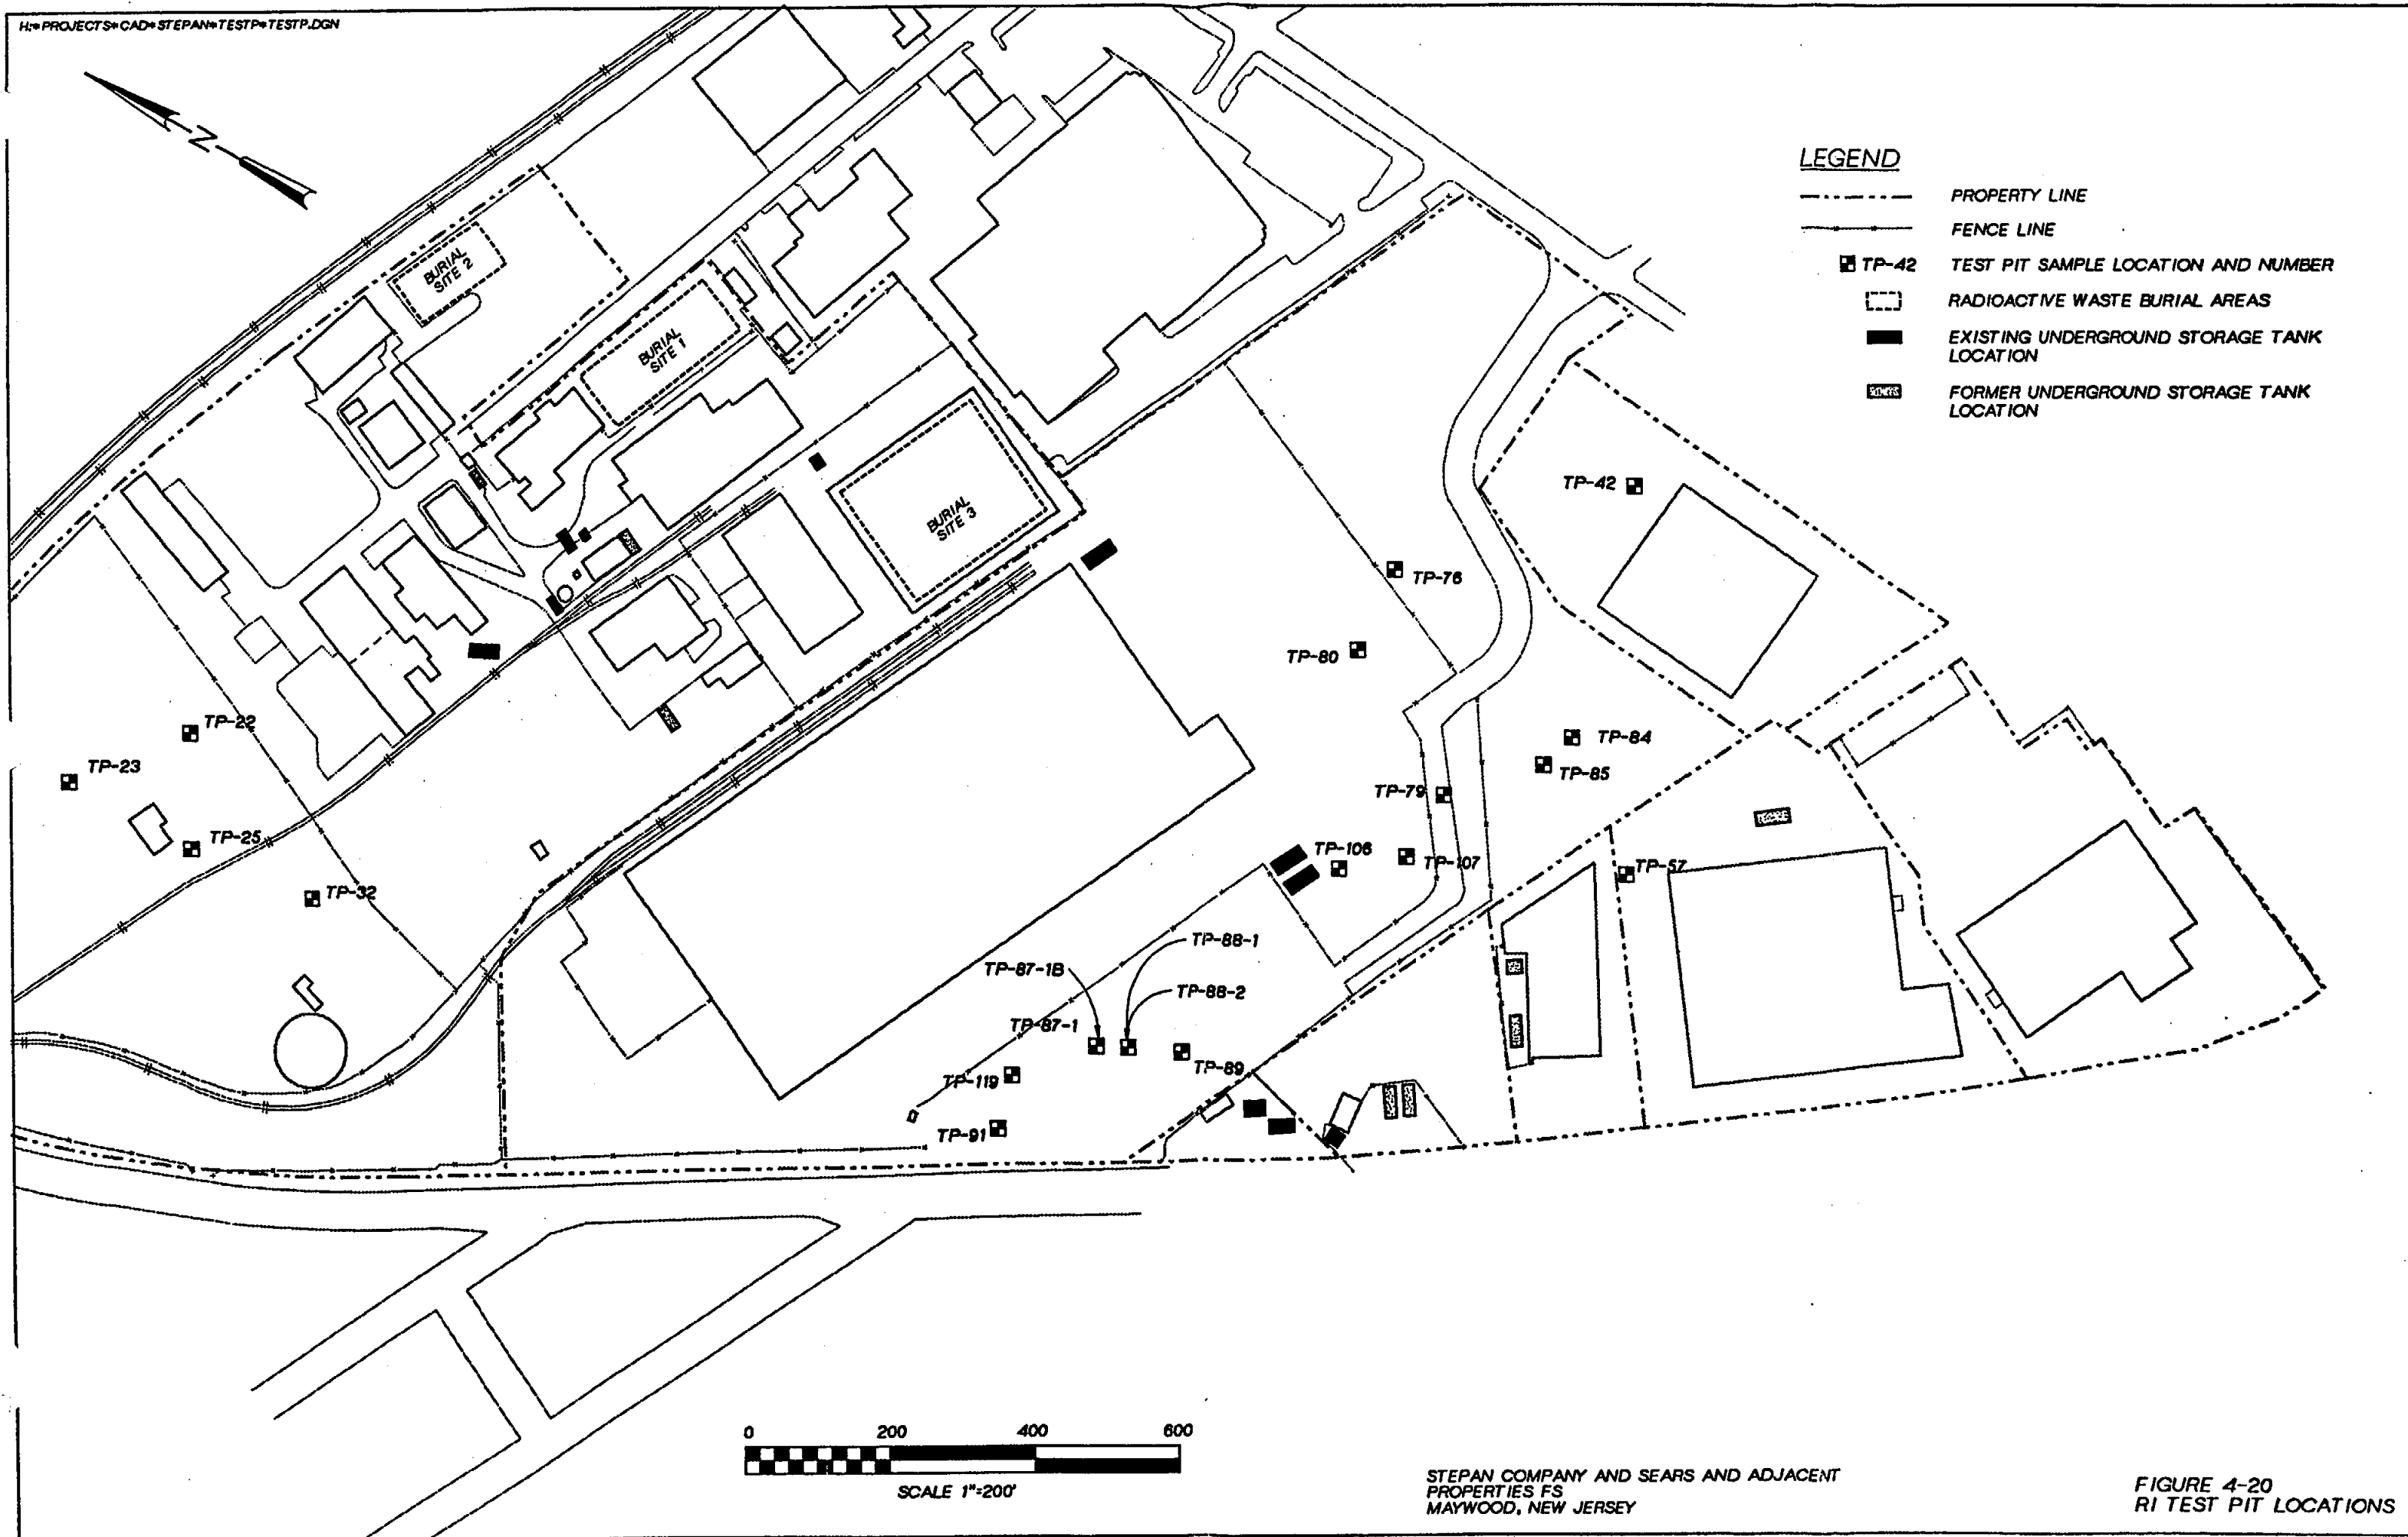 H:*PROJECTS*CAD*STEPAN*TESTP*TESTP.DGN
N
LEGEND
PROPERTY LINE
FENCE LINE
TP-42 TEST PIT SAMPLE LOCATION AND NUMBER
RADIOACTIVE WASTE BURIAL AREAS
EXISTING UNDERGROUND STORAGE TANK
LOCATION
FORMER UNDERGROUND STORAGE TANK
LOCATION
BURIAL
SITE 2
BURIAL
SITE 1
BURIAL
SITE 3
TP-42
TP-76
TP-80
TP-22
TP-23
TP-25
TP-32
TP-84
TP-85
TP-79
TP-106
TP-107
TP-57
TP-88-1
TP-87-1B
TP-88-2
TP-87-1
TP-89
TP-119
TP-91
0 200 400 600
SCALE 1"=200'
STEPAN COMPANY AND SEARS AND ADJACENT
PROPERTIES FS
MAYWOOD, NEW JERSEY
FIGURE 4-20
RI TEST PIT LOCATIONS